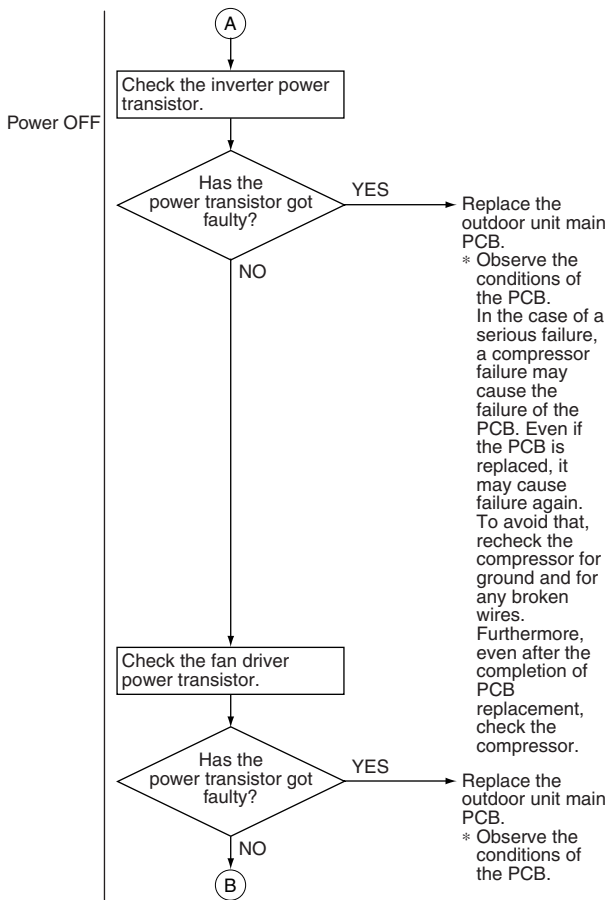 A
Check the inverter power
transistor.
Power OFF
Has the
power transistor got
faulty?
YES
NO
Replace the
outdoor unit main
PCB.
* Observe the
conditions of
the PCB.
In the case of a
serious failure,
a compressor
failure may
cause the
failure of the
PCB. Even if
the PCB is
replaced, it
may cause
failure again.
To avoid that,
recheck the
compressor for
ground and for
any broken
wires.
Furthermore,
even after the
completion of
PCB
replacement,
check the
compressor.
Check the fan driver
power transistor.
Has the
power transistor got
faulty?
YES
NO
Replace the
outdoor unit main
PCB.
* Observe the
conditions of
the PCB.
B